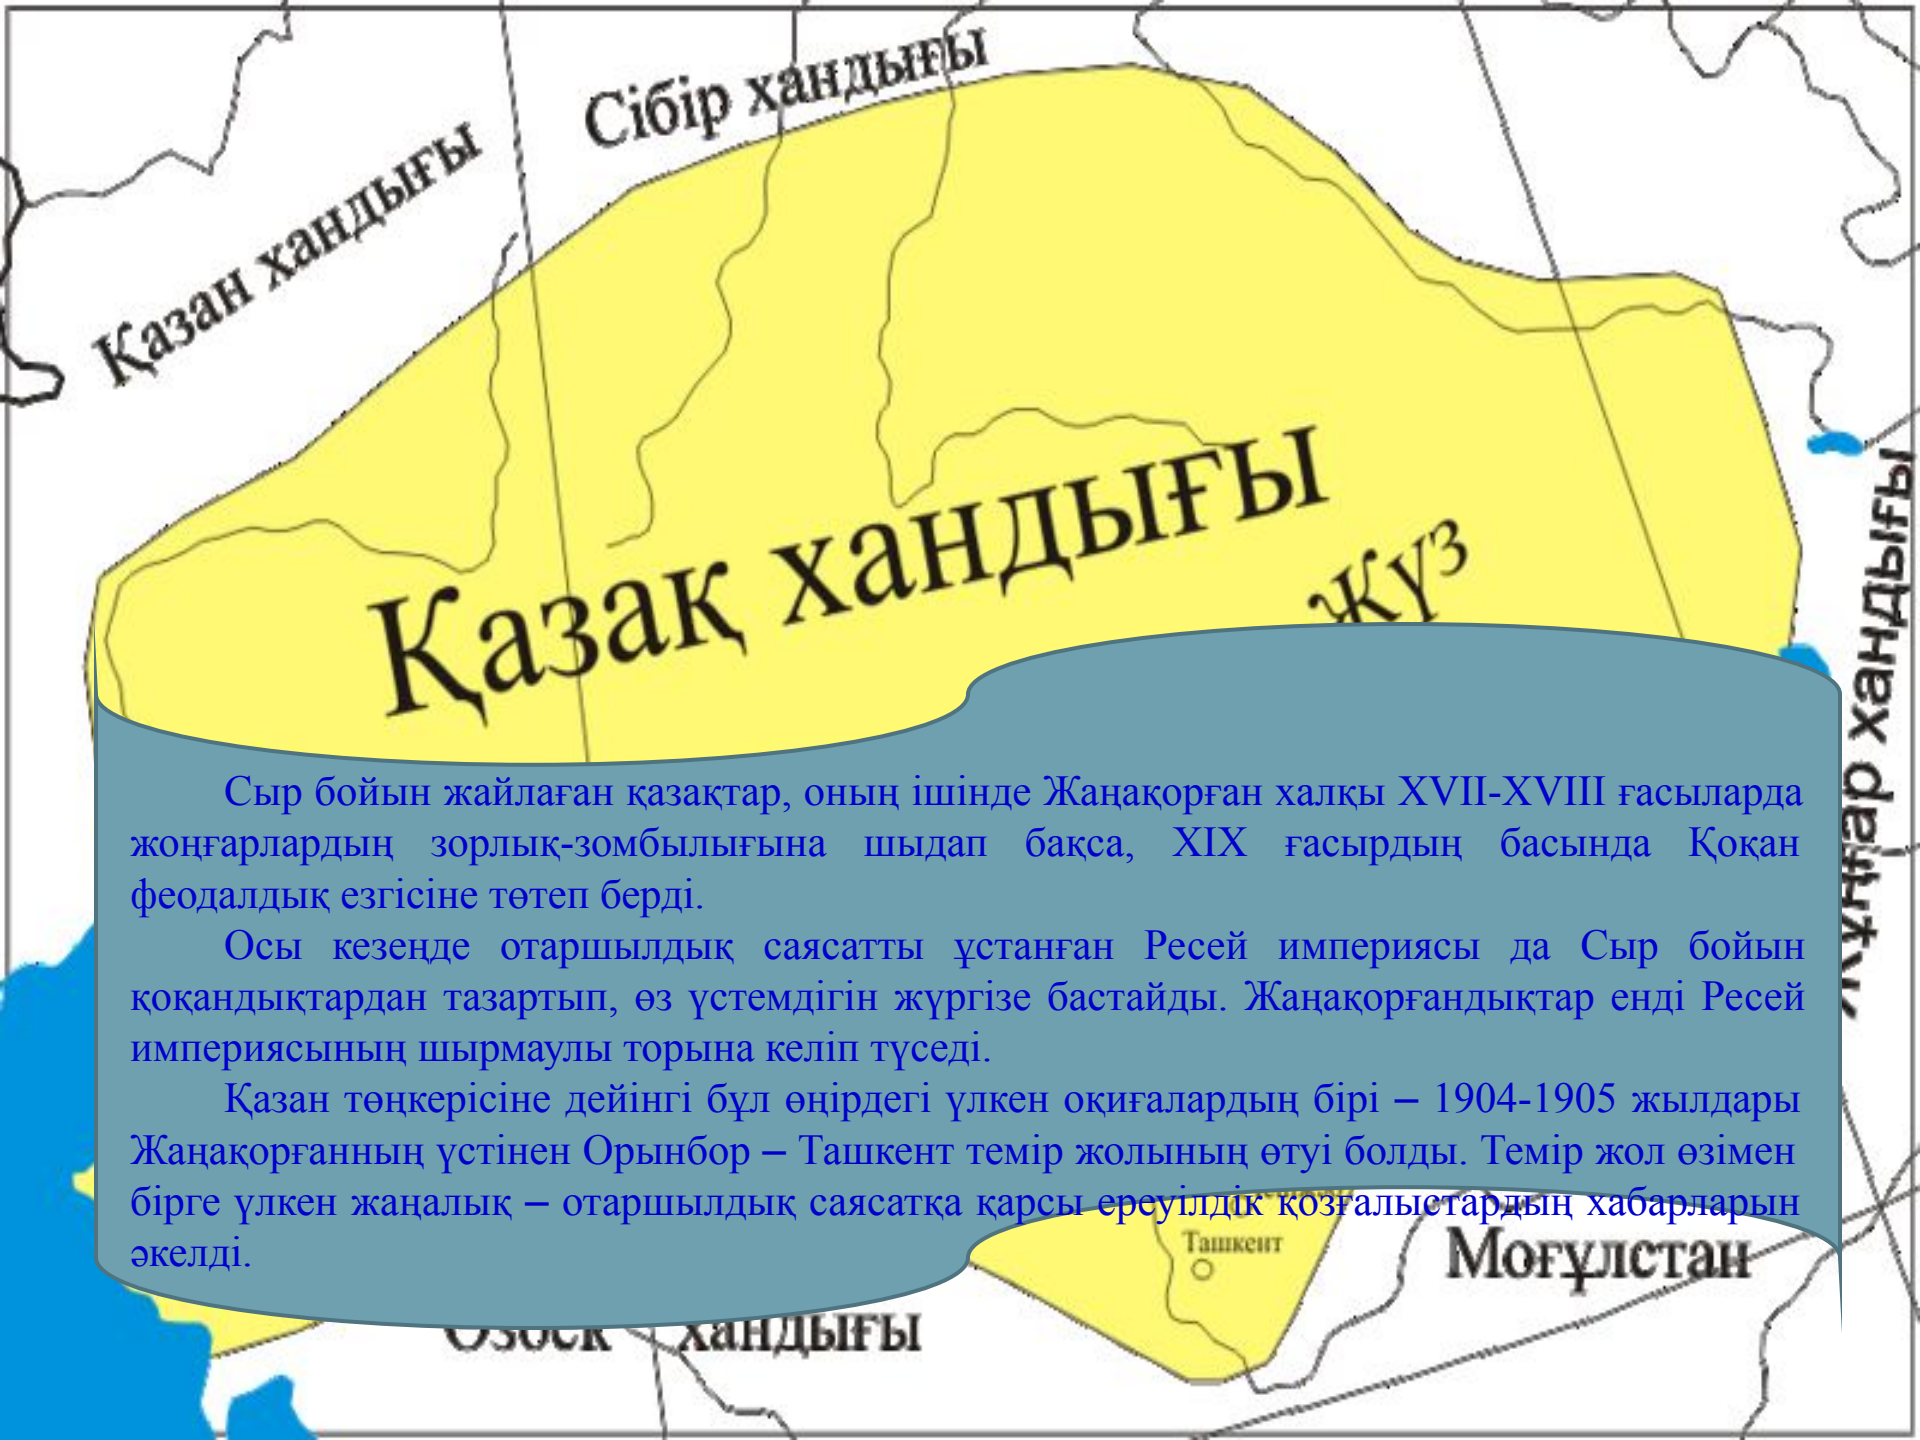 Сібір хандығы
Қазан хандығы
Қазақ хандығы
жүз
Жұңғар хандығы
Сыр бойын жайлаған қазақтар, оның ішінде Жаңақорған халқы XVII-XVIII ғасыларда
жоңғарлардың зорлық-зомбылығына шыдап бақса, XIX ғасырдың басында Қоқан
феодалдық езгісіне төтеп берді.
Осы кезеңде отаршылдық саясатты ұстанған Ресей империясы да Сыр бойын
қоқандықтардан тазартып, өз үстемдігін жүргізе бастайды. Жаңақорғандықтар енді Ресей
империясының шырмаулы торына келіп түседі.
Қазан төңкерісіне дейінгі бұл өңірдегі үлкен оқиғалардың бірі – 1904-1905 жылдары
Жаңақорғанның үстінен Орынбор – Ташкент темір жолының өтуі болды. Темір жол өзімен
бірге үлкен жаңалық – отаршылдық саясатқа қарсы ереуілдік қозғалыстардың хабарларын
әкелді.
Ташкент
Моғұлстан
Өзбек хандығы